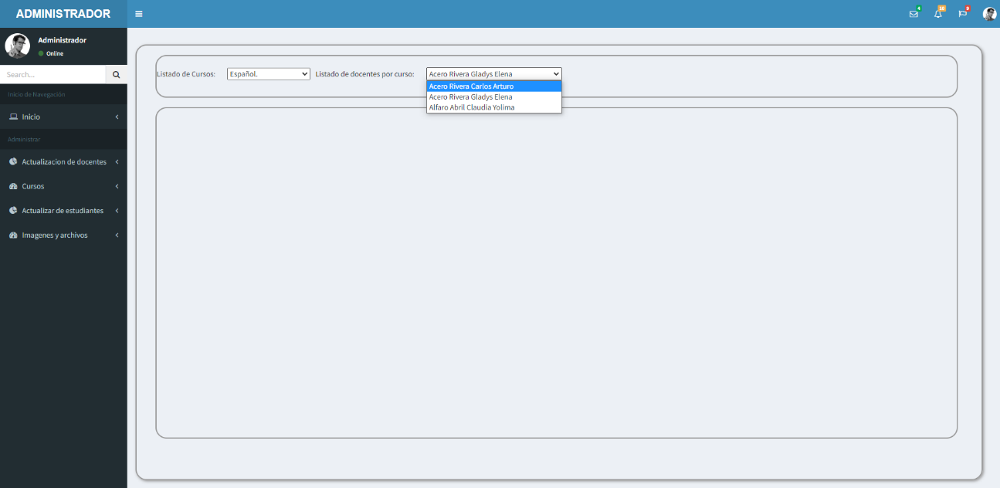 ADMINISTRADOR
4
10
9
Administrador
Online
Search...
Inicio de Navegación
Inicio
Administrar
Actualizacion de docentes
Cursos
Actualizar de estudiantes
Imagenes y archivos
Listado de Cursos: Español. Listado de docentes por curso: Acero Rivera Gladys Elena
Acero Rivera Carlos Arturo
Acero Rivera Gladys Elena
Alfaro Abril Claudia Yolima